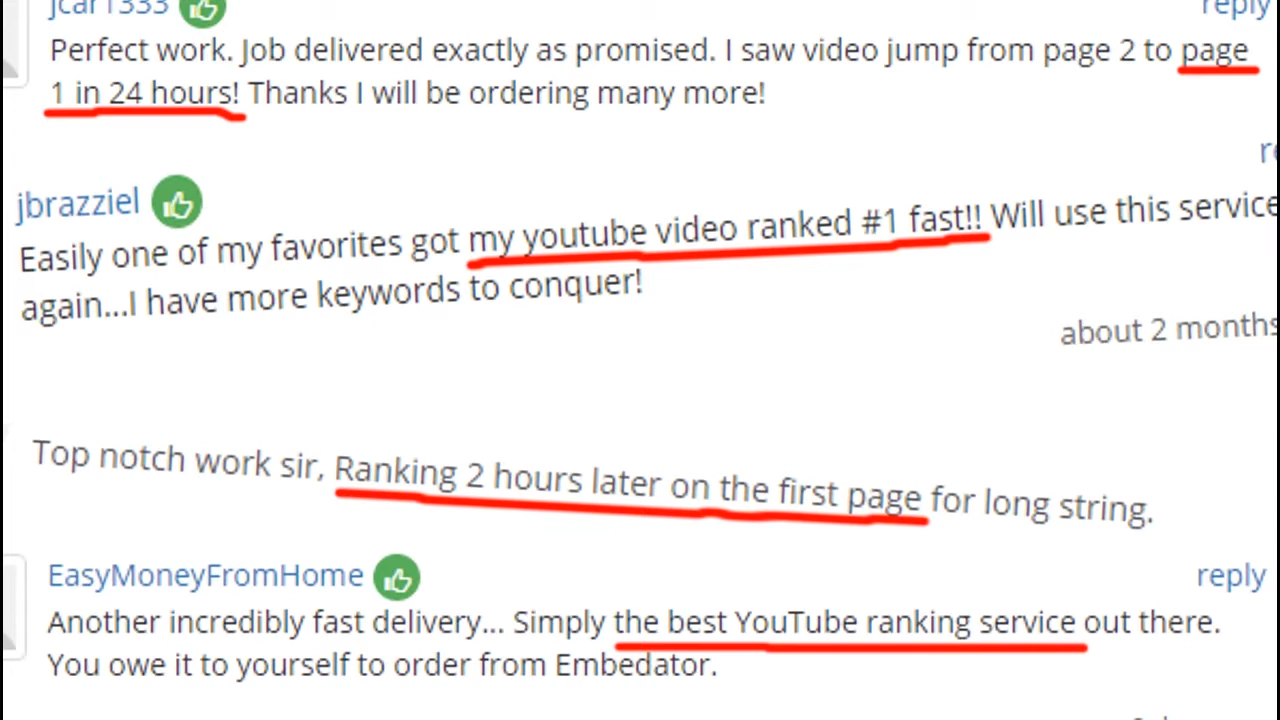 jcar1333
reply
Perfect work. Job delivered exactly as promised. I saw video jump from page 2 to page
1 in 24 hours! Thanks I will be ordering many more!
jbrazziel
Easily one of my favorites got my youtube video ranked #1 fast!! Will use this service
again...I have more keywords to conquer!
about 2 months
Top notch work sir, Ranking 2 hours later on the first page for long string.
EasyMoneyFromHome
reply
Another incredibly fast delivery... Simply the best YouTube ranking service out there.
You owe it to yourself to order from Embedator.